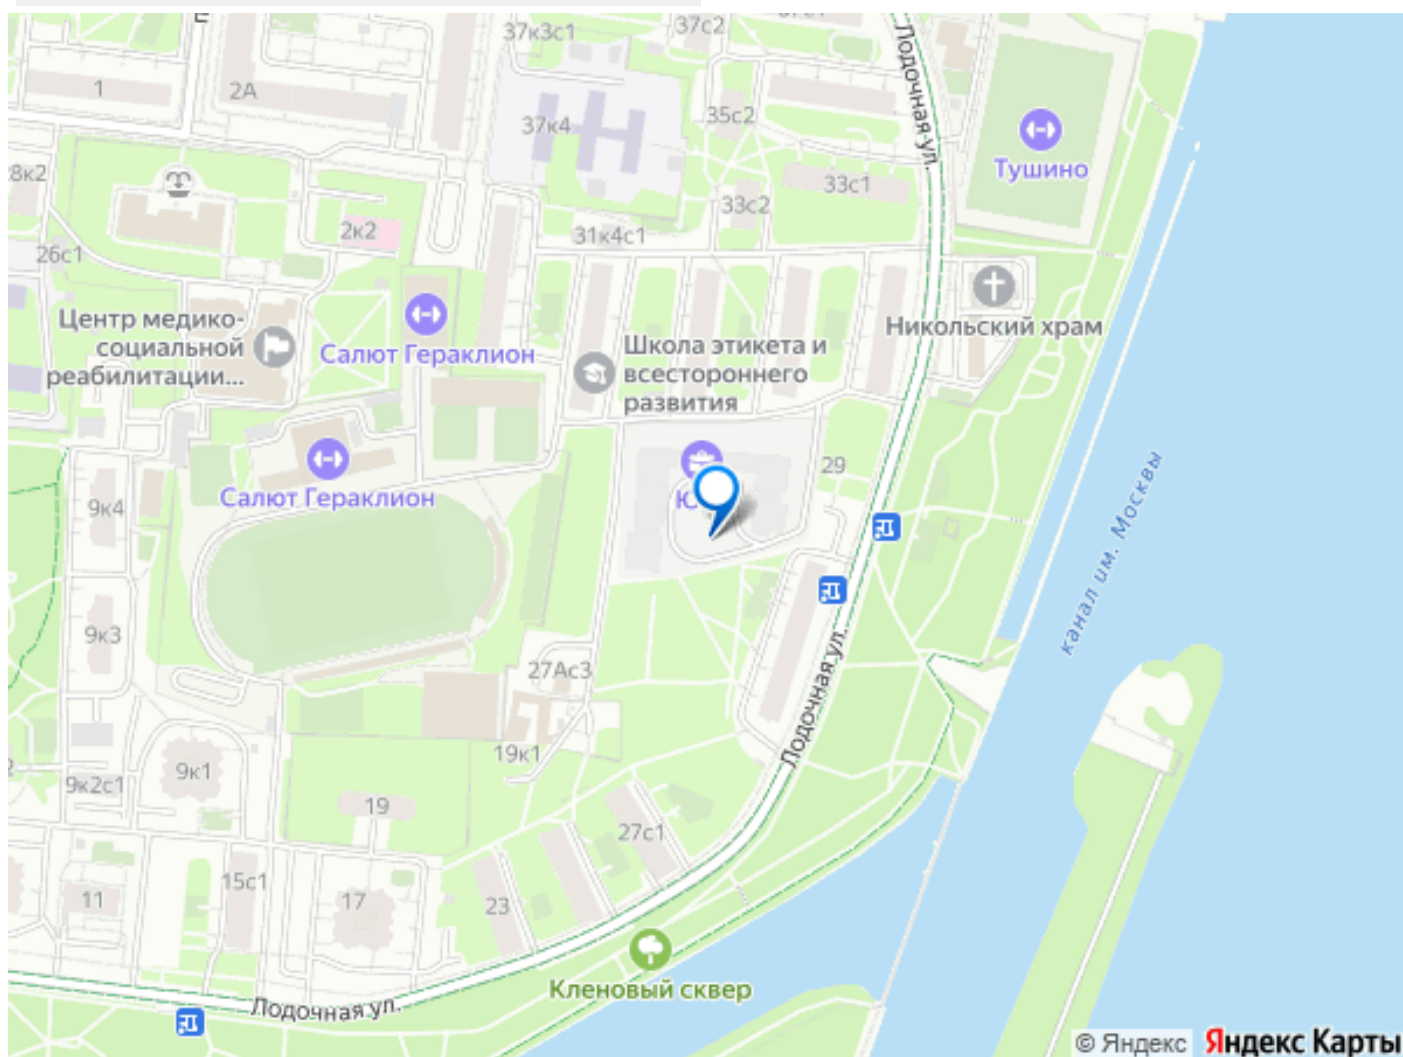 37к3с1
37с2
1
2А
37к4
35с2
Лодочная ул.
Тушино
8к2
33с1
2к2
33с2
31к4с1
26с1
Никольский храм
Центр медико-
социальной
реабилитации...
Салют Гераклион
Школа этикета и
всестороннего
развития
29
Салют Гераклион
9к4
канал им. Москвы
9к3
27Ас3
Лодочная ул.
19к1
9к1
9к2с1
19
27с1
15с1
11
17
23
Кленовый сквер
Лодочная ул.
© Яндекс Яндекс Карты